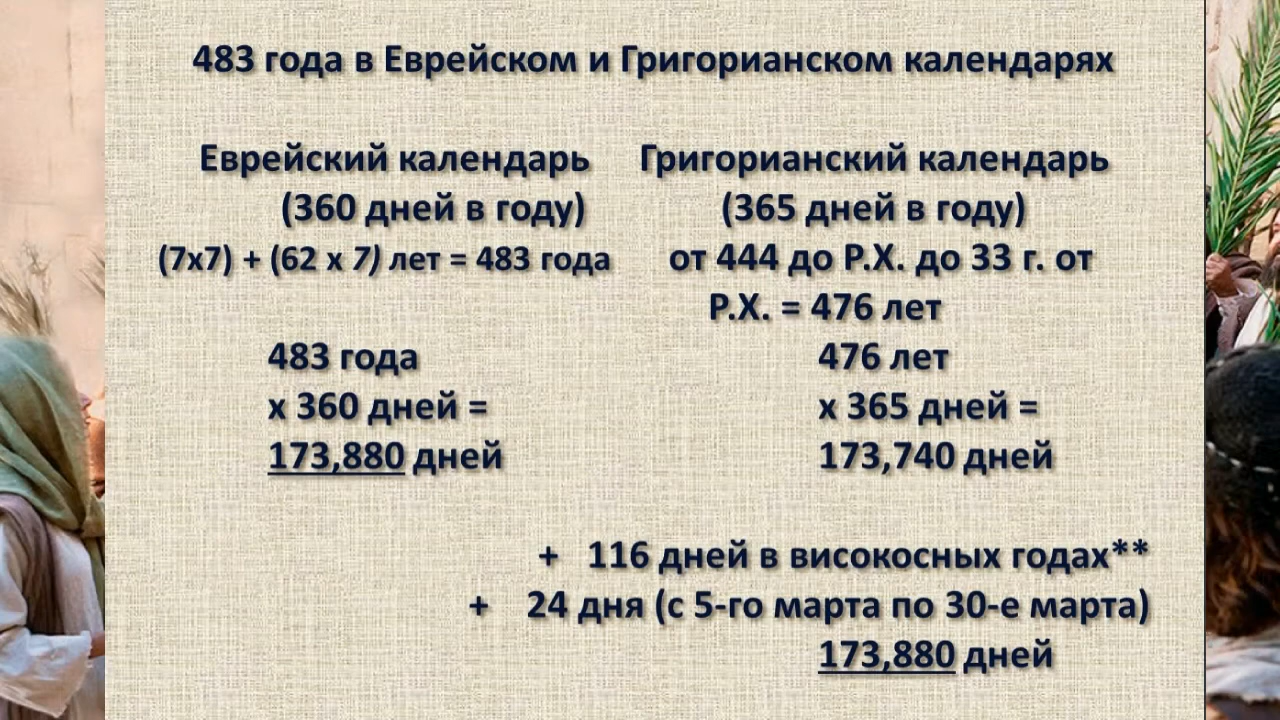 483 года в Еврейском и Григорианском календарях
Еврейский календарь Григорианский календарь
(360 дней в году) (365 дней в году)
(7x7) + (62 x 7) лет = 483 года от 444 до Р.Х. до 33 г. от
Р.Х. = 476 лет
483 года 476 лет
x 360 дней = x 365 дней =
173,880 дней 173,740 дней
+ 116 дней в високосных годах**
+ 24 дня (с 5-го марта по 30-е марта)
173,880 дней